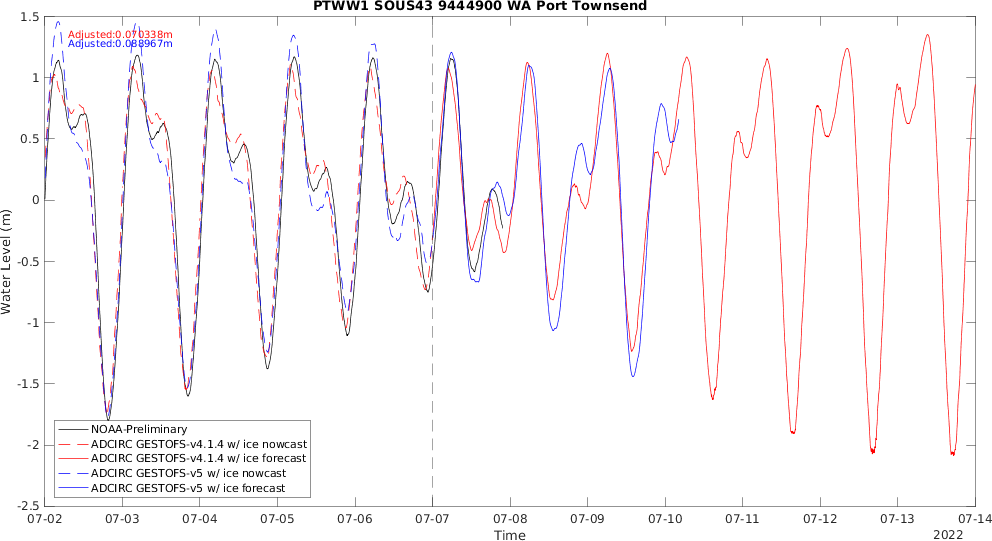 PTWW1 SOUS43 9444900 WA Port Townsend
Adjusted:0.070338m
Adjusted:0.088967m
1.5
1
0.5
0
-0.5
-1
-1.5
-2
-2.5
Water Level (m)
NOAA-Preliminary
ADCIRC GESTOFS-v4.1.4 w/ ice nowcast
ADCIRC GESTOFS-v4.1.4 w/ ice forecast
ADCIRC GESTOFS-v5 w/ ice nowcast
ADCIRC GESTOFS-v5 w/ ice forecast
07-02 07-03 07-04 07-05 07-06 07-07 07-08 07-09 07-10 07-11 07-12 07-13 07-14
Time
2022